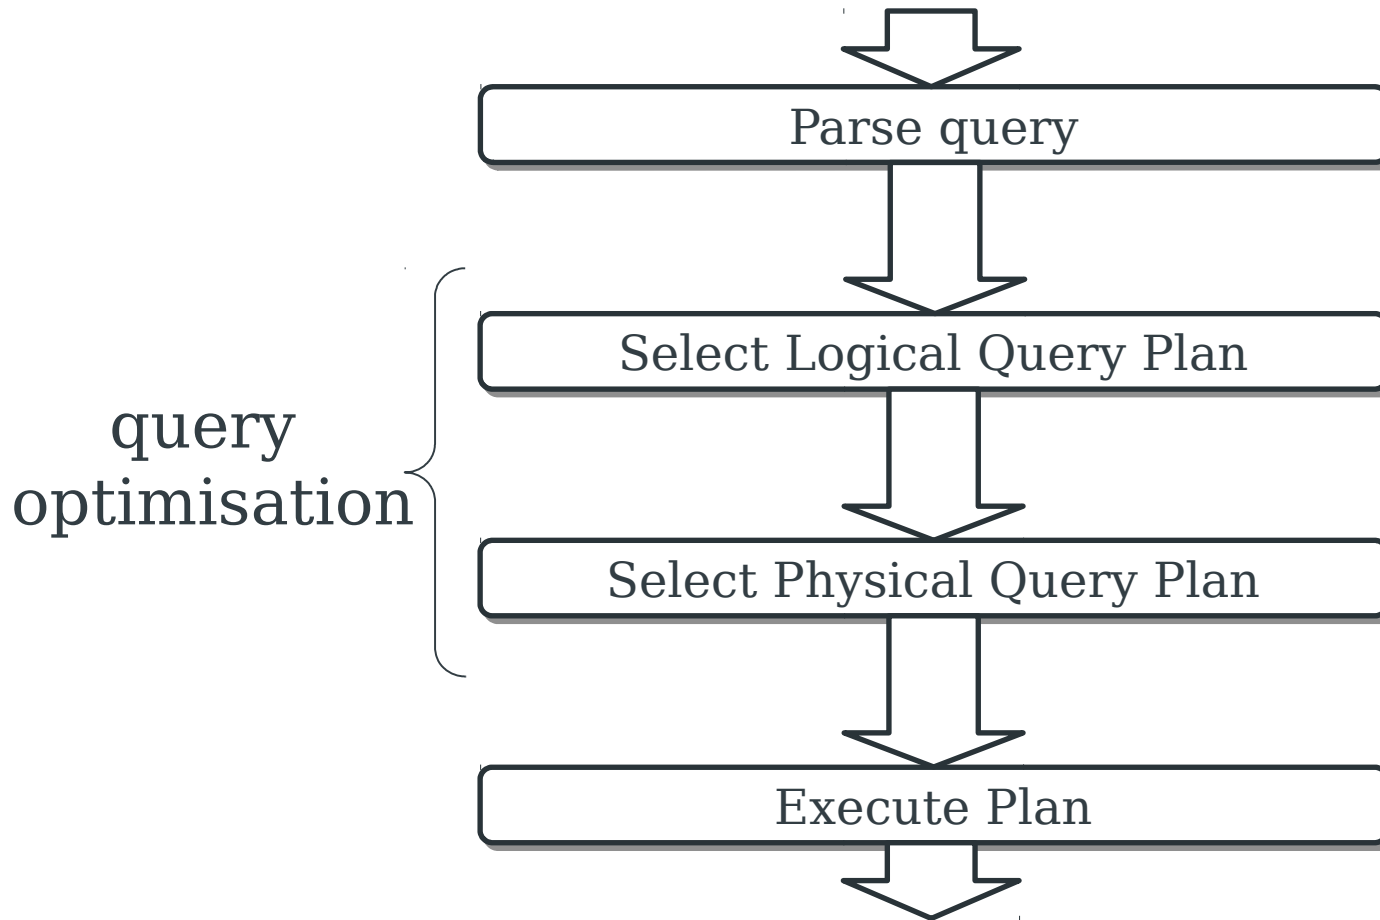 Parse query
Select Logical Query Plan
query
optimisation
Select Physical Query Plan
Execute Plan